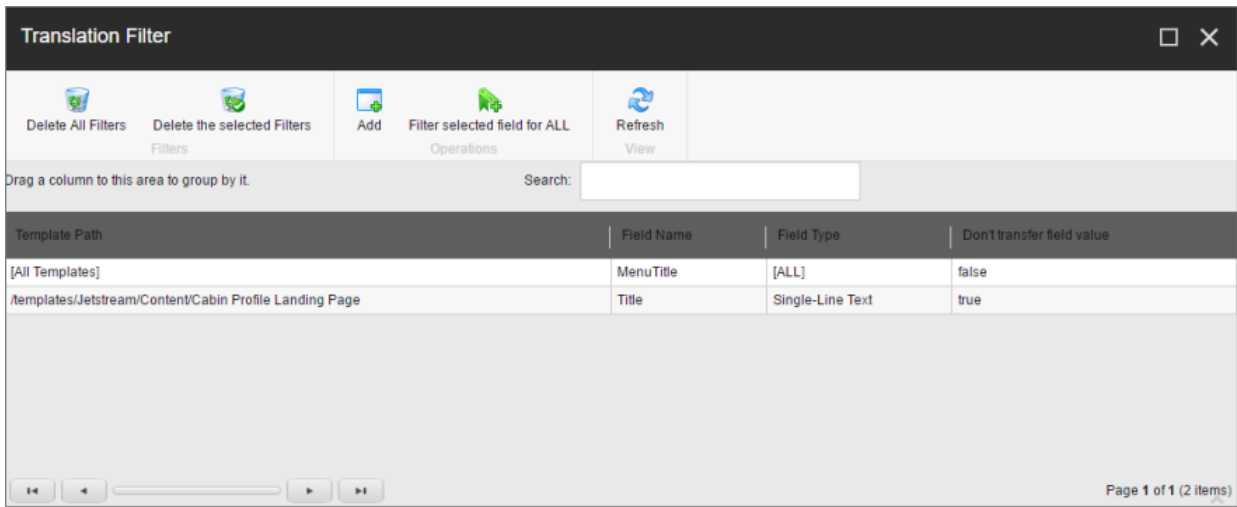 Translation Filter
Delete All Filters Delete the selected Filters Add Filter selected field for ALL Refresh
Filters Operations View
Drag a column to this area to group by it. Search:
Template Path Field Name Field Type Don't transfer field value
[All Templates] MenuTitle [ALL] false
/templates/Jetstream/Content/Cabin Profile Landing Page Title Single-Line Text true
Page 1 of 1 (2 items)